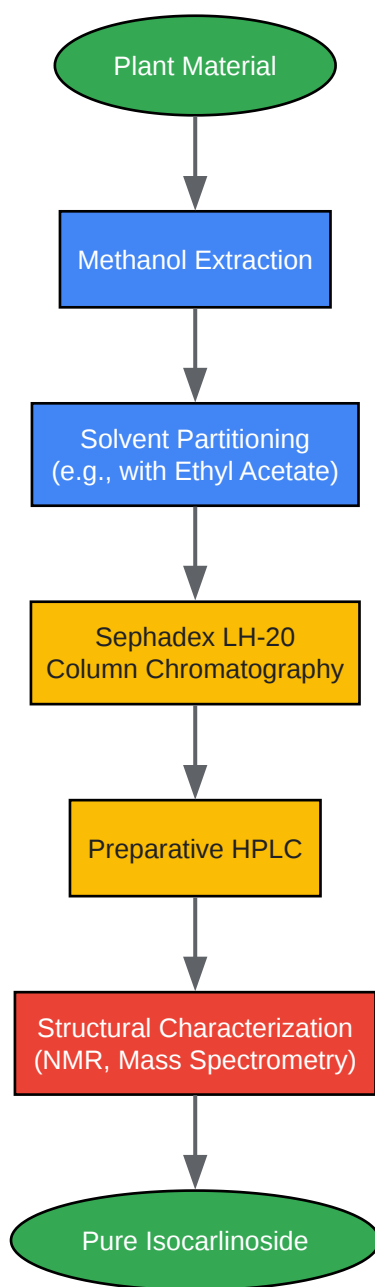 Plant Material
Methanol Extraction
Solvent Partitioning
(e.g., with Ethyl Acetate)
Sephadex LH-20
Column Chromatography
Preparative HPLC
Structural Characterization
(NMR, Mass Spectrometry)
Pure Isocarlinoside